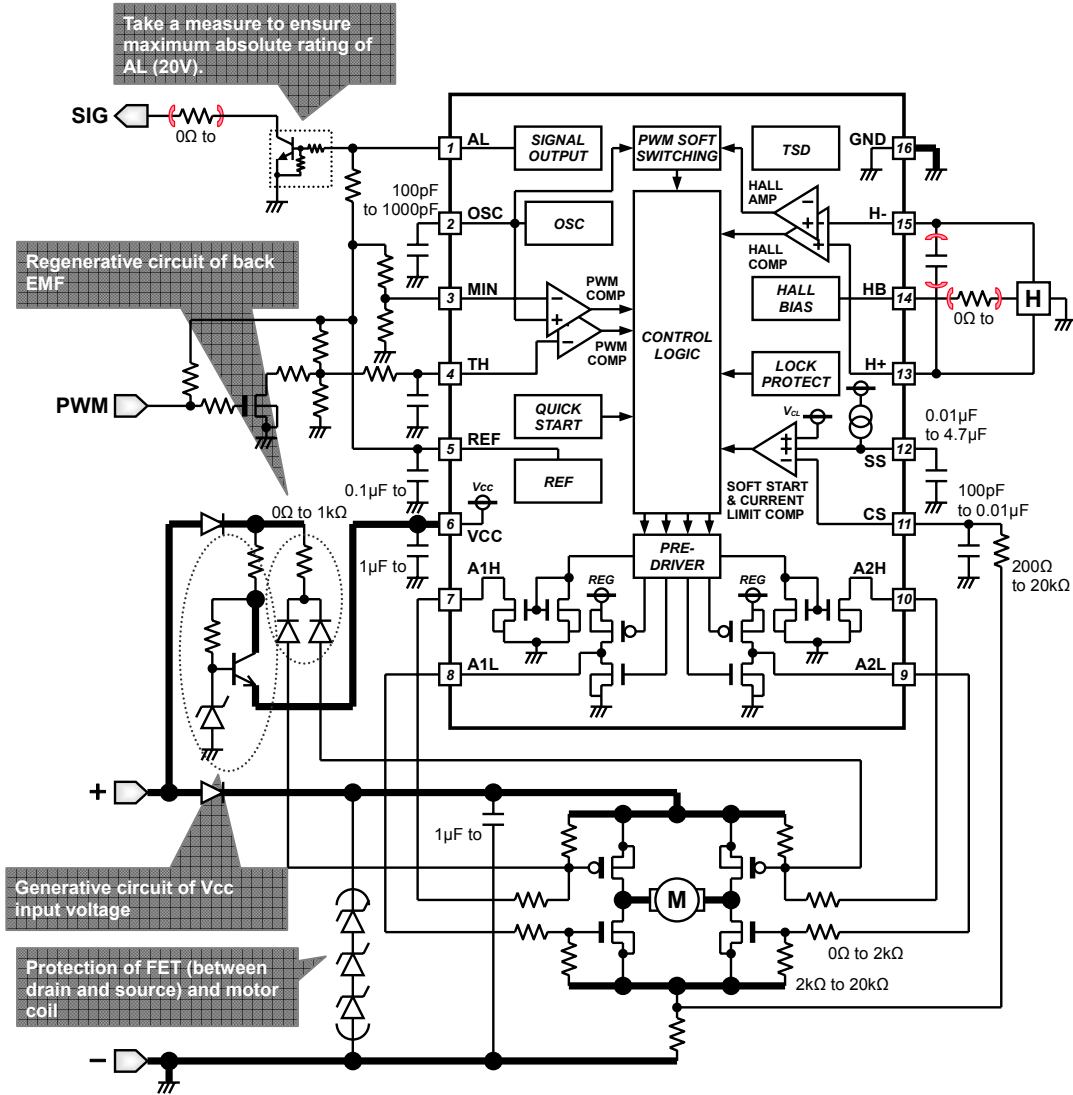 Take a measure to ensure
maximum absolute rating of
AL (20V).
SIG
0Ω to
1
AL
SIGNAL
OUTPUT
PWM SOFT
SWITCHING
TSD
GND
16
100pF
to 1000pF
OSC
2
OSC
HALL
AMP
H-
15
HALL
COMP
Regenerative circuit of back
EMF
MIN
3
PWM
COMP
PWM
COMP
CONTROL
LOGIC
HALL
BIAS
HB
14
0Ω to
H
TH
4
LOCK
PROTECT
H+
13
PWM
QUICK
START
VCL
0.01µF
to 4.7µF
REF
5
REF
12
SS
0.1µF to
SOFT START
& CURRENT
LIMIT COMP
100pF
to 0.01µF
0Ω to 1kΩ
Vcc
6
VCC
CS
11
1µF to
PRE-
DRIVER
200Ω
to 20kΩ
A1H
7
REG
REG
A2H
10
A1L
8
A2L
9
+
1µF to
Generative circuit of Vcc
input voltage
M
Protection of FET (between
drain and source) and motor
coil
0Ω to 2kΩ
2kΩ to 20kΩ
−